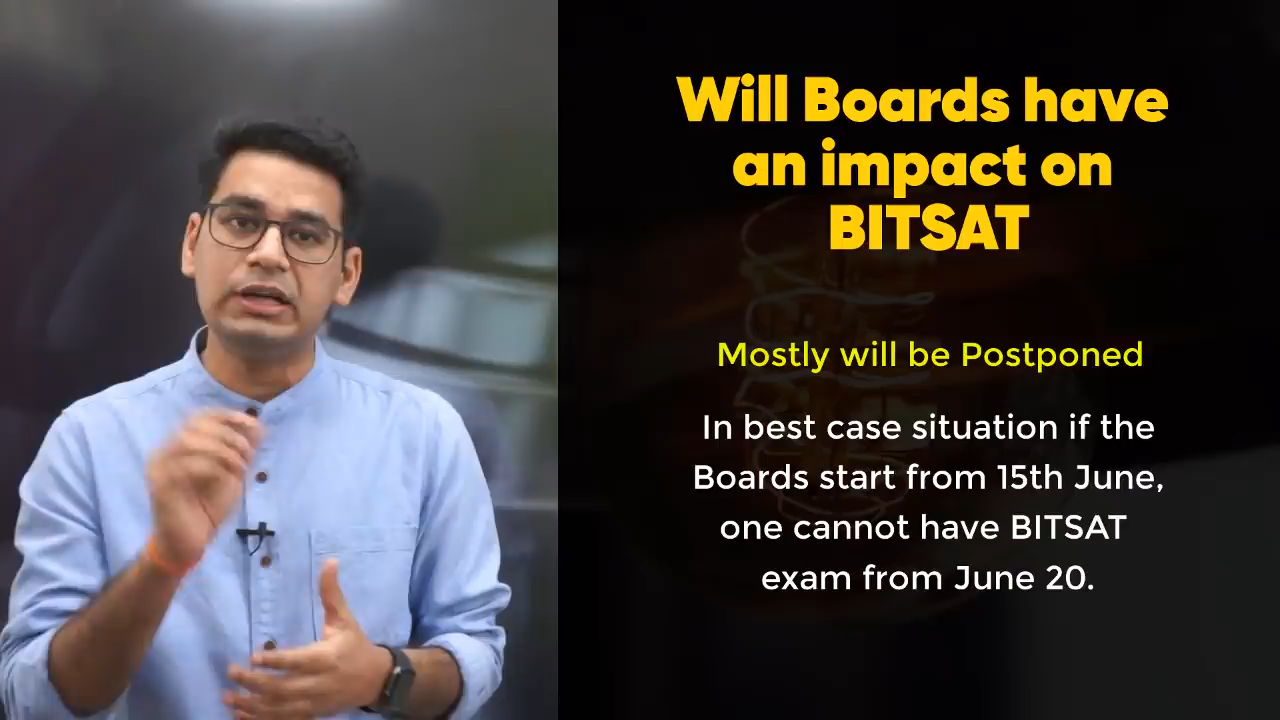 Will Boards have
an impact on
BITSAT
Mostly will be Postponed
In best case situation if the
Boards start from 15th June,
one cannot have BITSAT
exam from June 20.